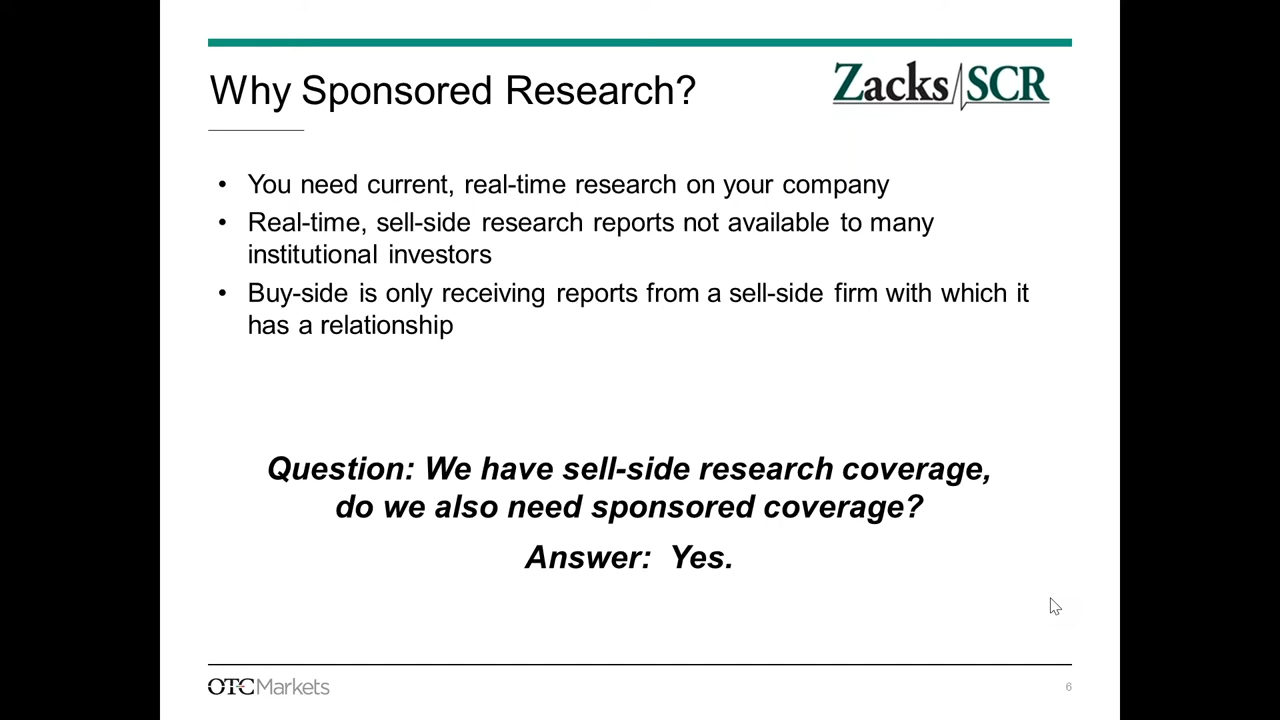 Why Sponsored Research?
Zacks/SCR
• You need current, real-time research on your company
• Real-time, sell-side research reports not available to many
institutional investors
• Buy-side is only receiving reports from a sell-side firm with which it
has a relationship
Question: We have sell-side research coverage,
do we also need sponsored coverage?
Answer: Yes.
OTCMarkets
6